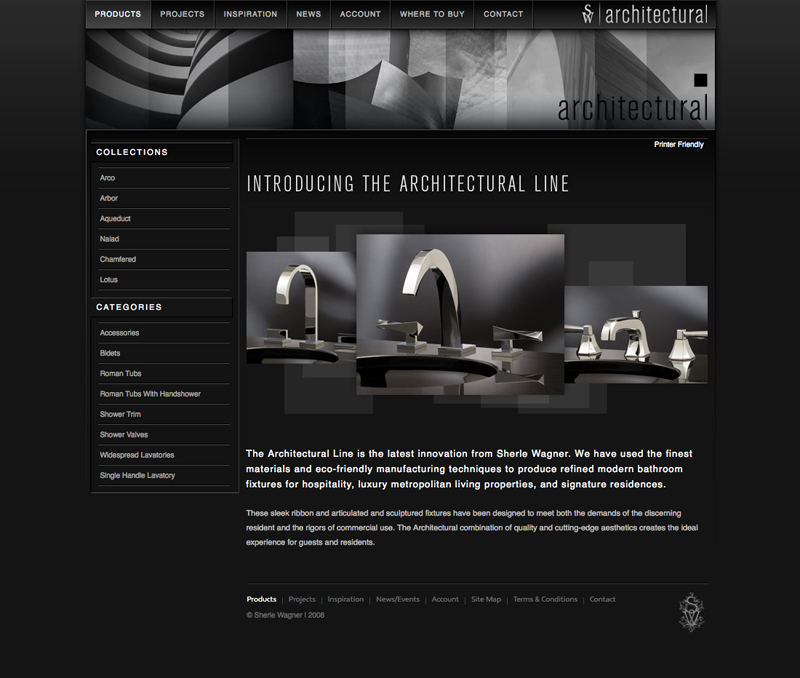 PRODUCTS PROJECTS INSPIRATION NEWS ACCOUNT WHERE TO BUY CONTACT
SW architectural
architectural
Printer Friendly
COLLECTIONS
Arco
Arbor
Aqueduct
Naiad
Chamfered
Lotus
CATEGORIES
Accessories
Bidets
Roman Tubs
Roman Tubs With Handshower
Shower Trim
Shower Valves
Widespread Lavatories
Single Handle Lavatory
INTRODUCING THE ARCHITECTURAL LINE
The Architectural Line is the latest innovation from Sherle Wagner. We have used the finest
materials and eco-friendly manufacturing techniques to produce refined modern bathroom
fixtures for hospitality, luxury metropolitan living properties, and signature residences.
These sleek ribbon and articulated and sculptured fixtures have been designed to meet both the demands of the discerning
resident and the rigors of commercial use. The Architectural combination of quality and cutting-edge aesthetics creates the ideal
experience for guests and residents.
Products | Projects | Inspiration | News/Events | Account | Site Map | Terms & Conditions | Contact
© Sherle Wagner | 2008
SW